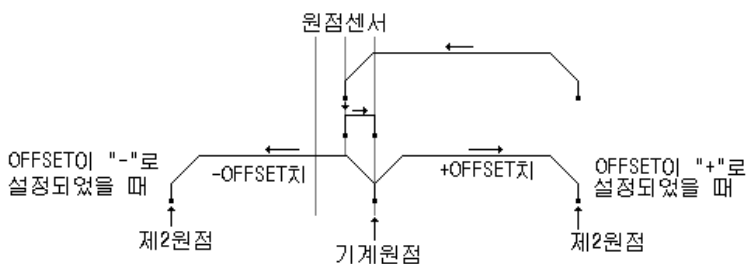 원점센서
OFFSET이 "-"로
설정되었을 때
-OFFSET치
+OFFSET치
OFFSET이 "+"로
설정되었을 때
제2원점
기계원점
제2원점